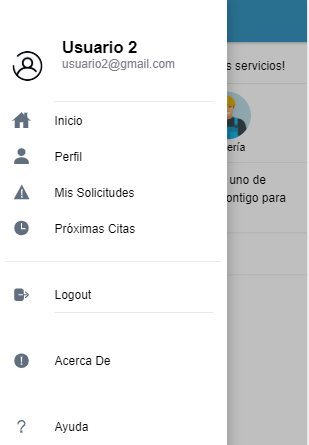 Usuario 2
usuario2@gmail.com
s servicios!
Inicio
ería
Perfil
uno de
Mis Solicitudes
ontigo para
Próximas Citas
Logout
Acerca De
Ayuda